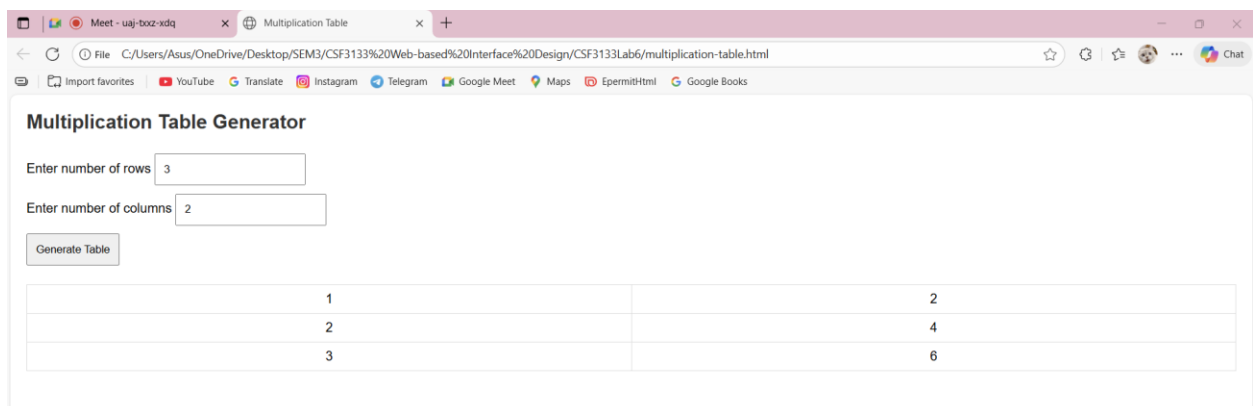 Meet - uaj-txxz-xdq Multiplication Table
File C:/Users/Asus/OneDrive/Desktop/SEM3/CSF3133%20Web-based%20Interface%20Design/CSF3133Lab6/multiplication-table.html Chat
Import favorites YouTube Translate Instagram Telegram Google Meet Maps EpermitHtml Google Books
Multiplication Table Generator
Enter number of rows 3
Enter number of columns 2
Generate Table
1 2
2 4
3 6